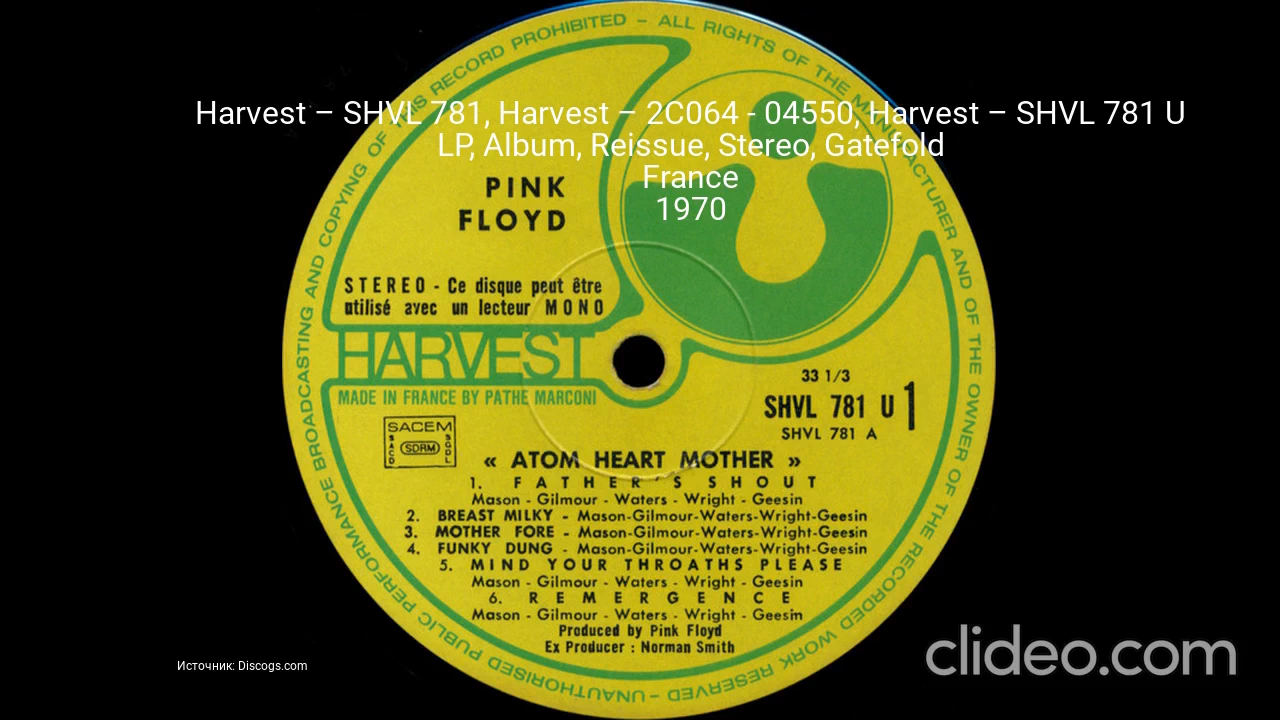 UNAUTHORISED PUBLIC PERFORMANCE BROADCASTING AND COPYING OF THIS RECORD PROHIBITED – ALL RIGHTS OF THE MANUFACTURER AND OF THE OWNER OF THE RECORDED WORK RESERVED –
Harvest – SHVL 781, Harvest – 2C064 - 04550, Harvest – SHVL 781 U
LP, Album, Reissue, Stereo, Gatefold
France
1970
PINK
FLOYD
STEREO - Ce disque peut être
utilisé avec un lecteur MONO
HARVEST
MADE IN FRANCE BY PATHE MARCONI
33 1/3
SHVL 781 U 1
SHVL 781 A
SACEM
SACD SDRM SGDL
« ATOM HEART MOTHER »
1. FATHER'S SHOUT
Mason - Gilmour - Waters - Wright - Geesin
2. BREAST MILKY - Mason-Gilmour-Waters-Wright-Geesin
3. MOTHER FORE - Mason-Gilmour-Waters-Wright-Geesin
4. FUNKY DUNG - Mason-Gilmour-Waters-Wright-Geesin
5. MIND YOUR THROATHS PLEASE
Mason - Gilmour - Waters - Wright - Geesin
6. REMERGENCE
Mason - Gilmour - Waters - Wright - Geesin
Produced by Pink Floyd
Ex Producer : Norman Smith
Источник: Discogs.com
clideo.com